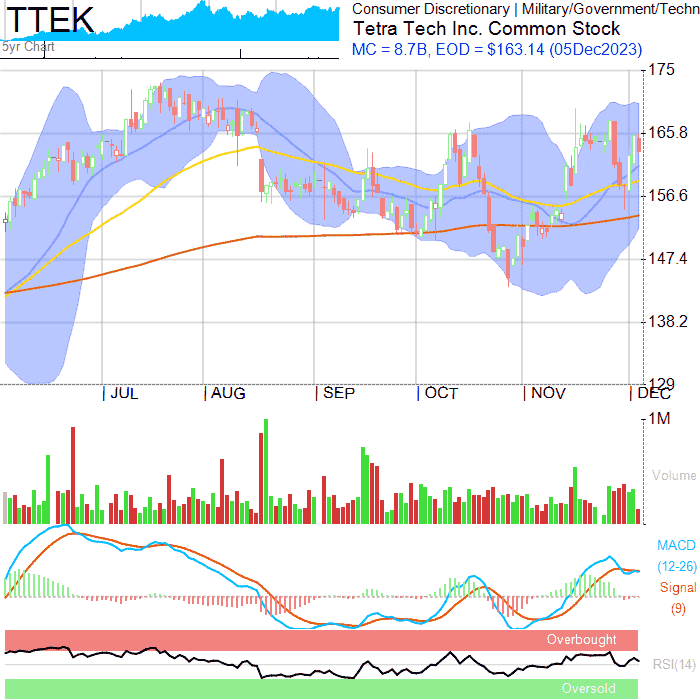 TTEK
5yr Chart
Consumer Discretionary | Military/Government/Techn
Tetra Tech Inc. Common Stock
MC = 8.7B, EOD = $163.14 (05Dec2023)
175
165.8
156.6
147.4
138.2
129
JUL AUG SEP OCT NOV DEC
1M
Volume
MACD
(12-26)
Signal
(9)
Overbought
RSI(14)
Oversold